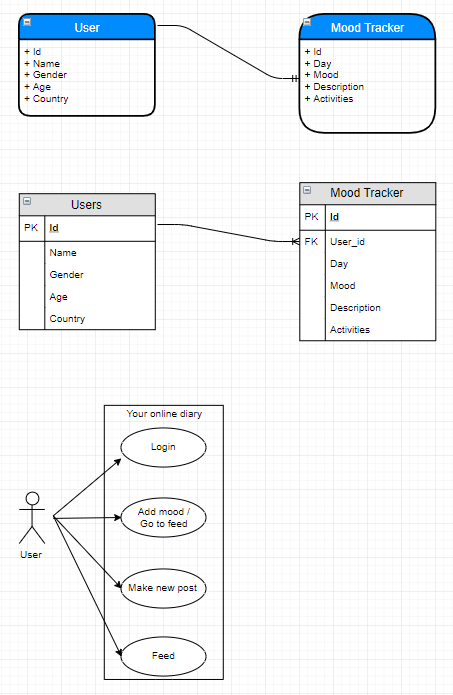 User
+ Id
+ Name
+ Gender
+ Age
+ Country
Mood Tracker
+ Id
+ Day
+ Mood
+ Description
+ Activities
Users
PK Id
Name
Gender
Age
Country
Mood Tracker
PK Id
FK User_id
Day
Mood
Description
Activities
Your online diary
Login
Add mood /
Go to feed
Make new post
Feed
User